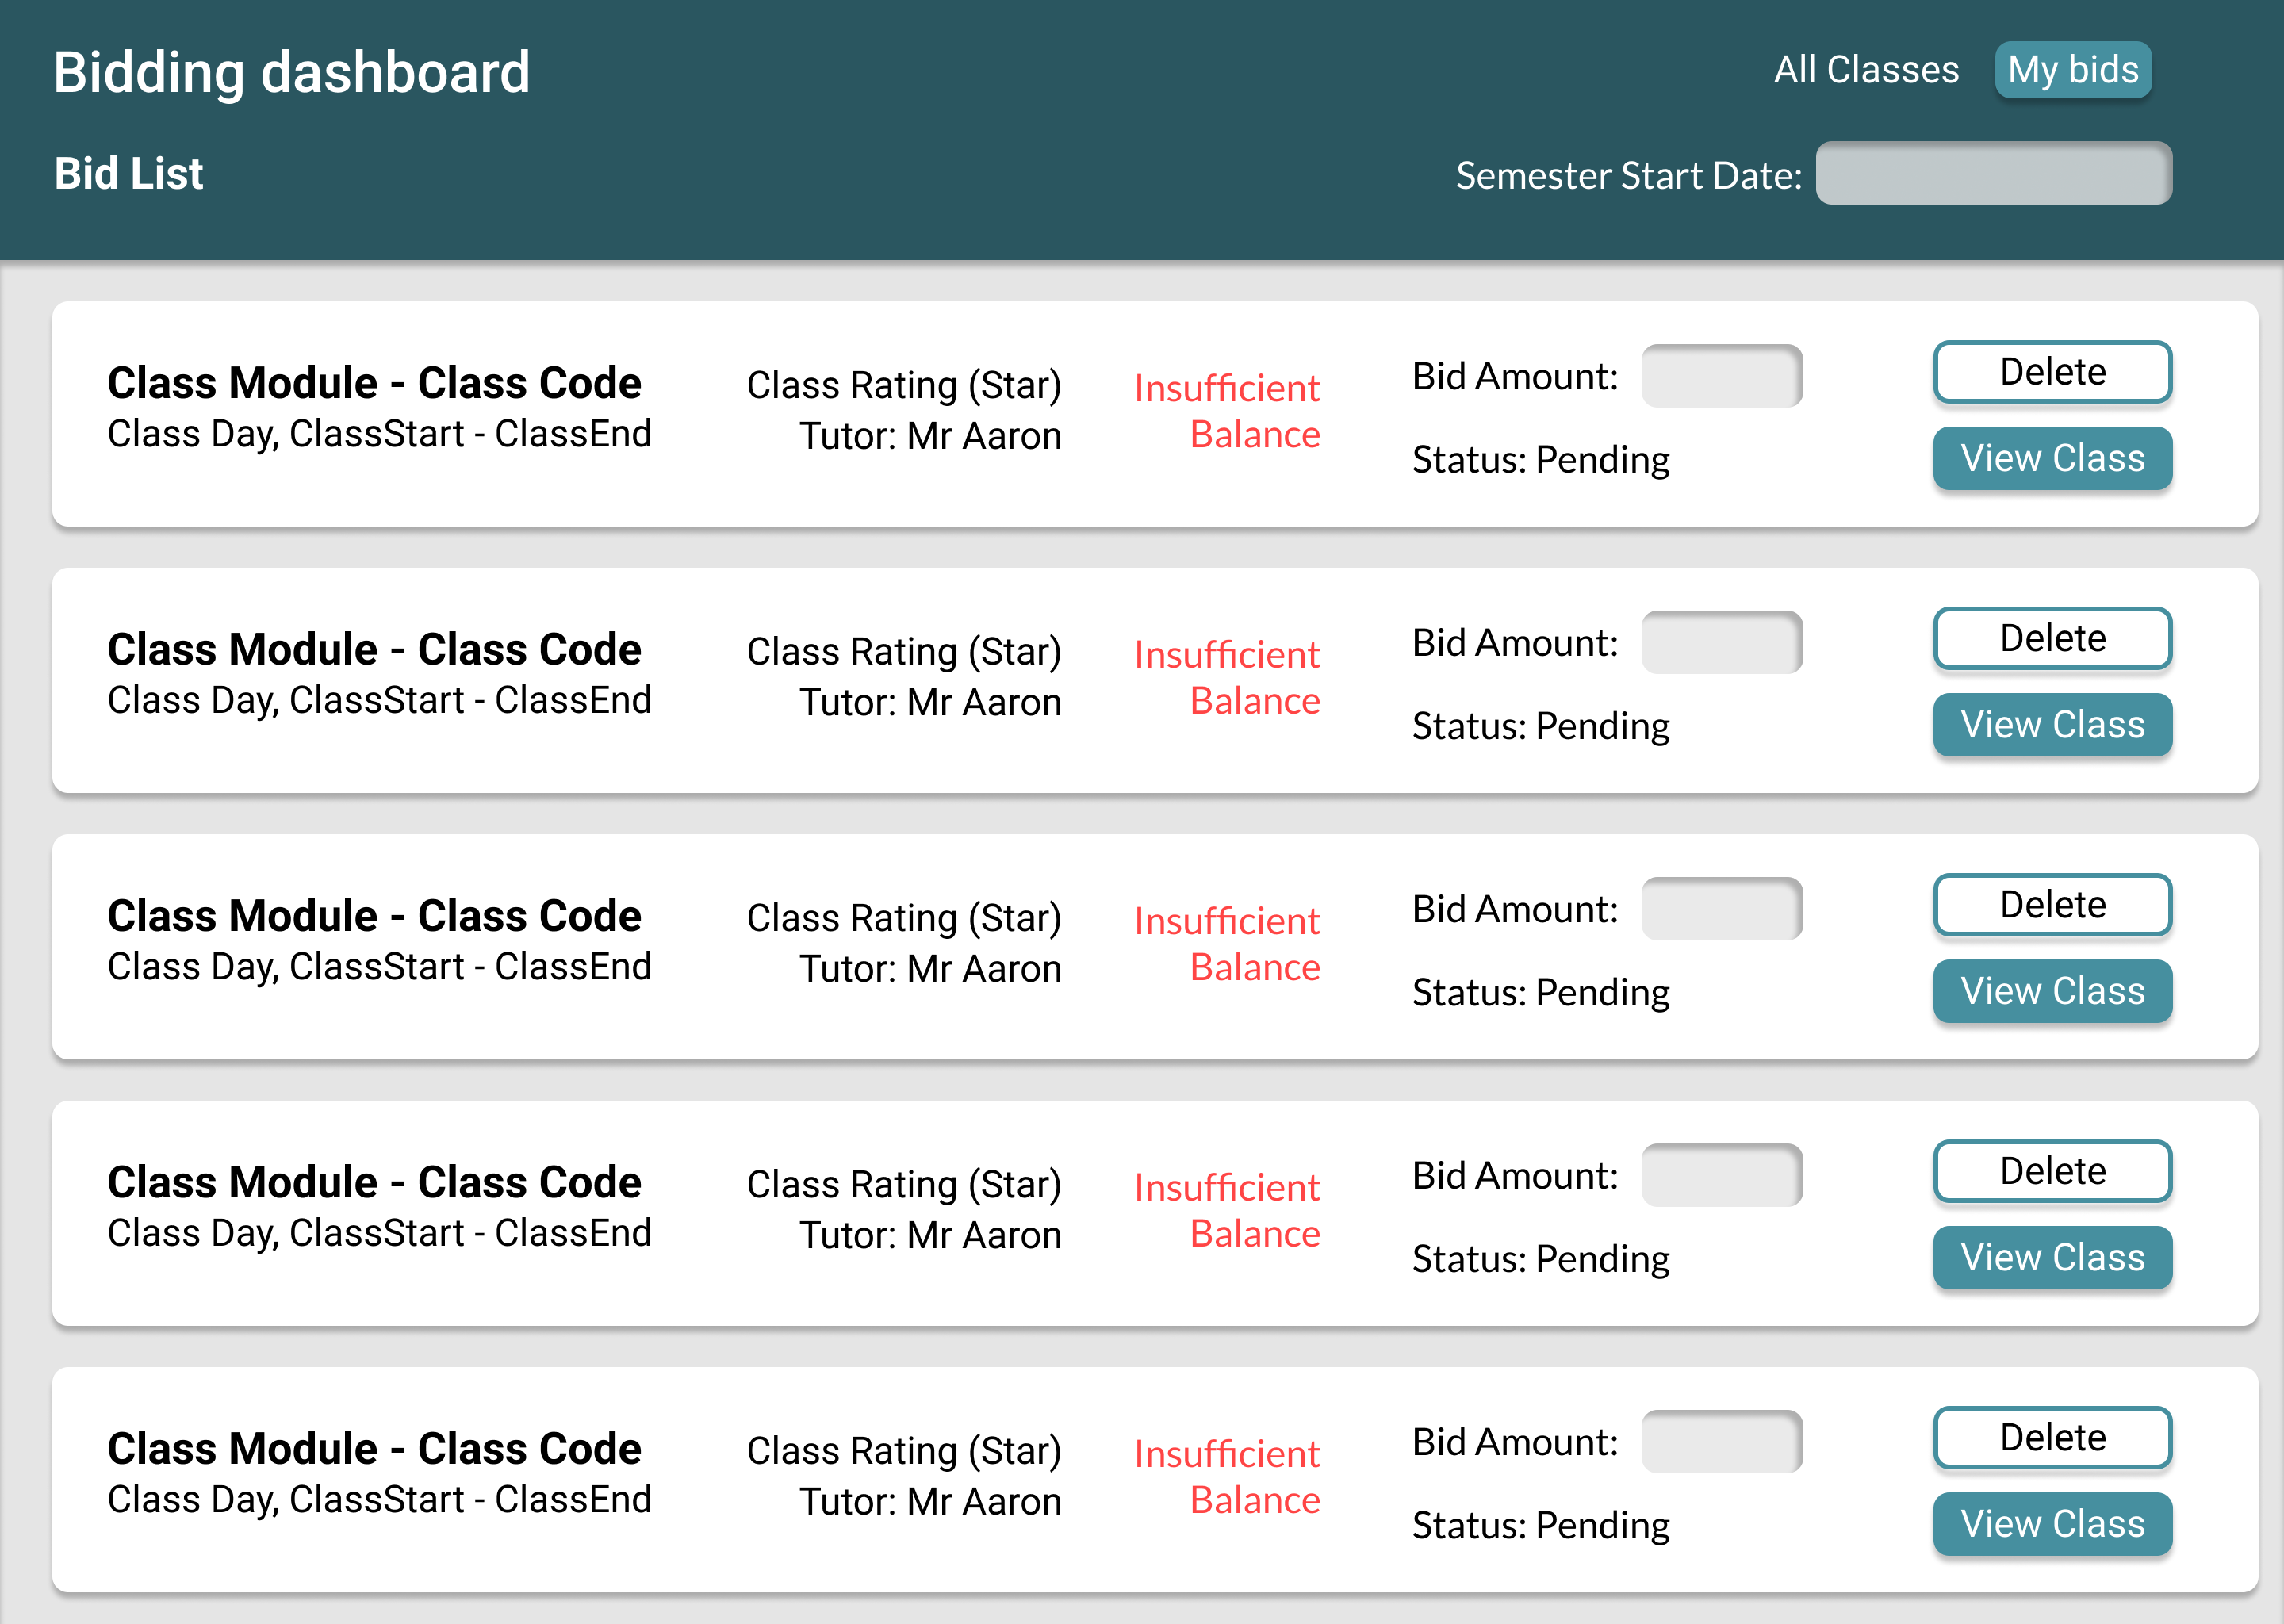 Bidding dashboard
All Classes
My bids
Bid List
Semester Start Date:
Class Module - Class Code
Class Day, ClassStart - ClassEnd
Class Rating (Star)
Tutor: Mr Aaron
Insufficient
Balance
Bid Amount:
Status: Pending
Delete
View Class
Class Module - Class Code
Class Day, ClassStart - ClassEnd
Class Rating (Star)
Tutor: Mr Aaron
Insufficient
Balance
Bid Amount:
Status: Pending
Delete
View Class
Class Module - Class Code
Class Day, ClassStart - ClassEnd
Class Rating (Star)
Tutor: Mr Aaron
Insufficient
Balance
Bid Amount:
Status: Pending
Delete
View Class
Class Module - Class Code
Class Day, ClassStart - ClassEnd
Class Rating (Star)
Tutor: Mr Aaron
Insufficient
Balance
Bid Amount:
Status: Pending
Delete
View Class
Class Module - Class Code
Class Day, ClassStart - ClassEnd
Class Rating (Star)
Tutor: Mr Aaron
Insufficient
Balance
Bid Amount:
Status: Pending
Delete
View Class